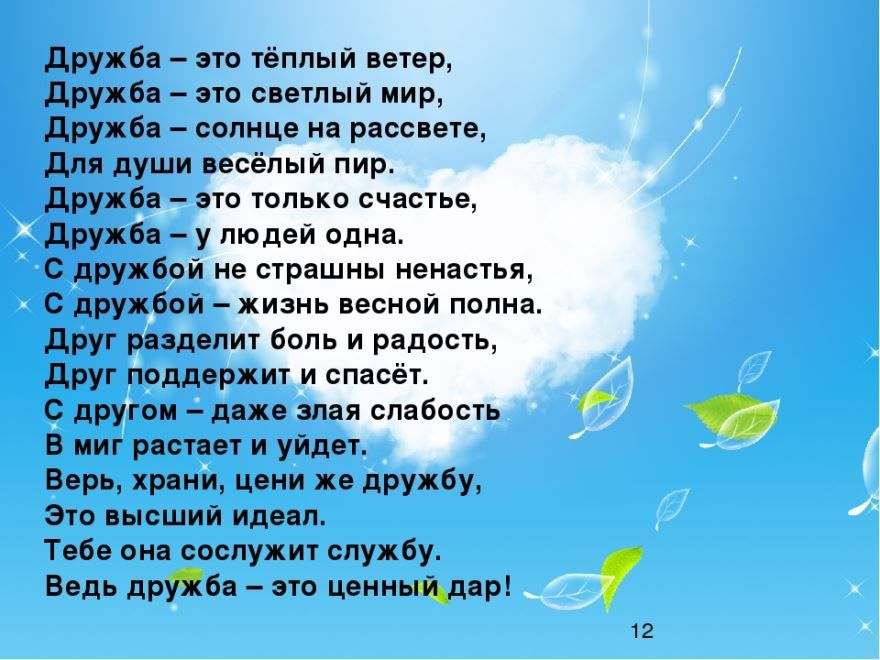 Дружба – это тёплый ветер,
Дружба – это светлый мир,
Дружба – солнце на рассвете,
Для души весёлый пир.
Дружба – это только счастье,
Дружба – у людей одна.
С дружбой не страшны ненастья,
С дружбой – жизнь весной полна.
Друг разделит боль и радость,
Друг поддержит и спасёт.
С другом – даже злая слабость
В миг растает и уйдет.
Верь, храни, цени же дружбу,
Это высший идеал.
Тебе она сослужит службу.
Ведь дружба – это ценный дар!
12